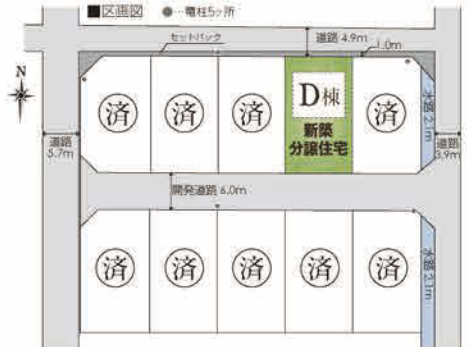 ■区画図 ●…電柱5ヶ所
セットバック
道路 4.9m
1.0m
N
済
済
済
D棟
新築
分譲住宅
済
水路 2.1m
道路
5.7m
道路
3.9m
開発道路 6.0m
済
済
済
済
済
水路 2.1m